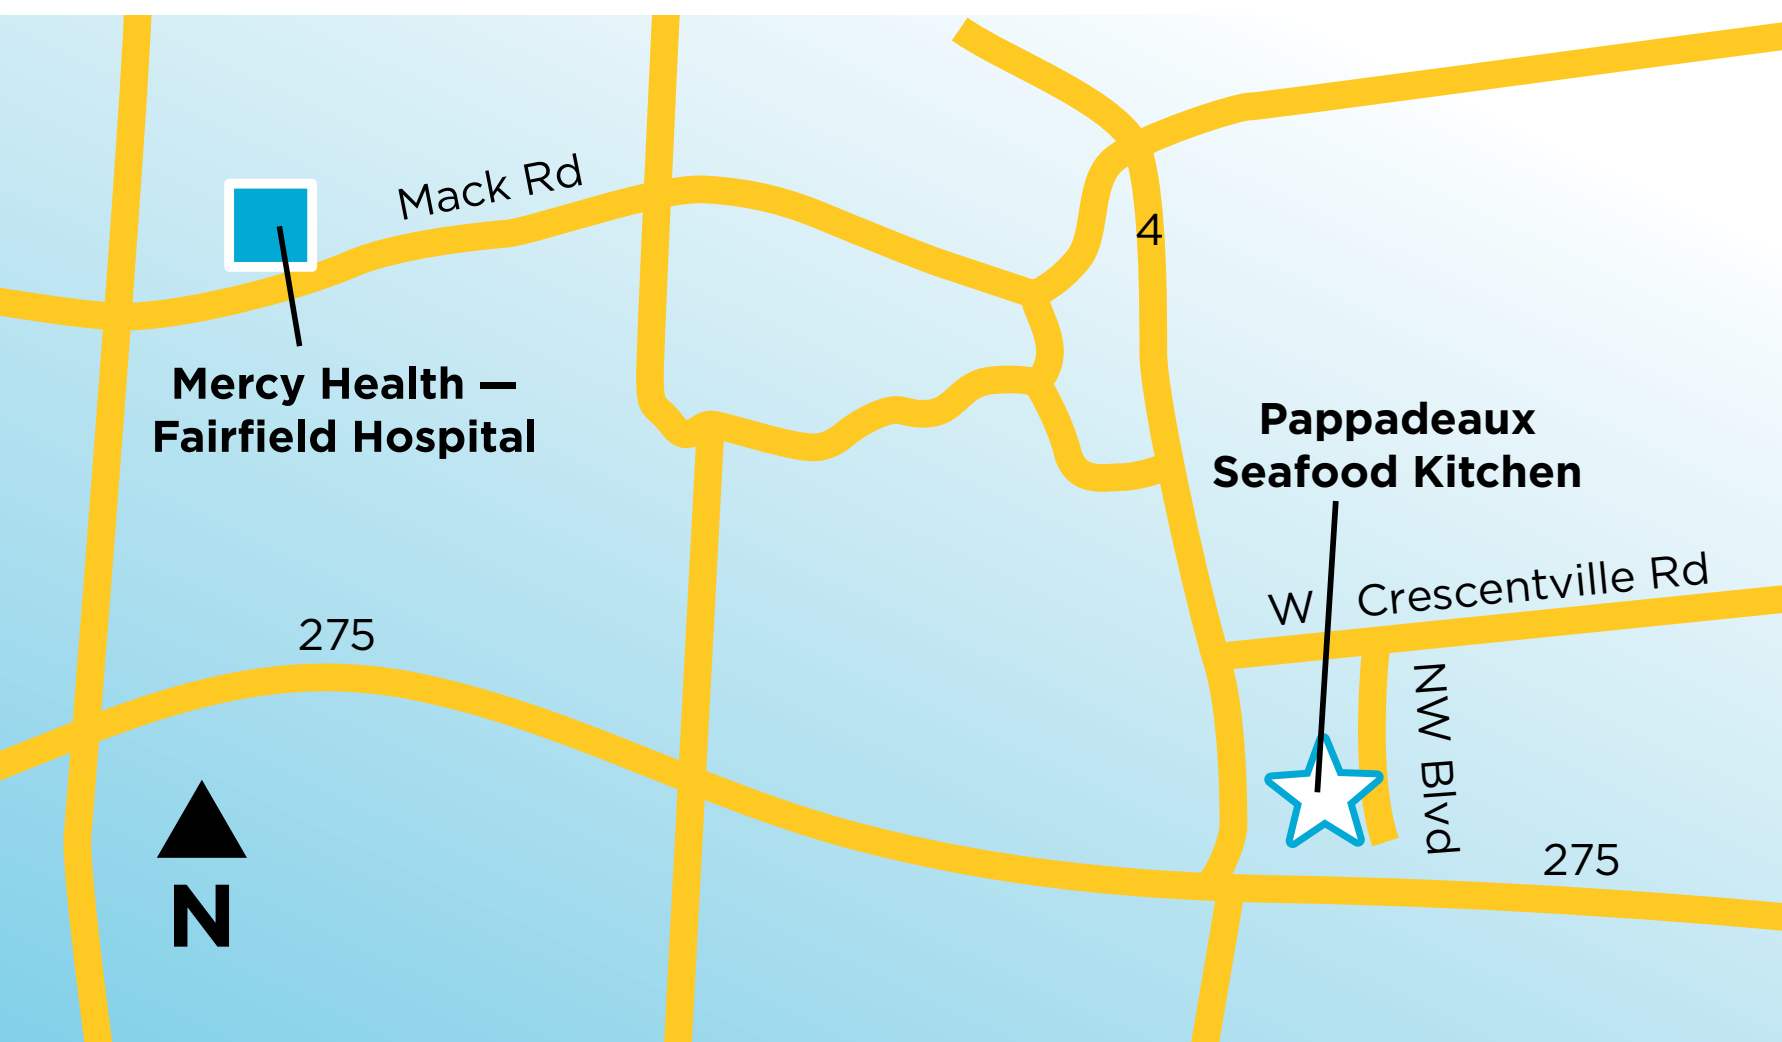 Mack Rd
4
Mercy Health —
Fairfield Hospital
Pappadeaux
Seafood Kitchen
W Crescentville Rd
275
NW Blvd
275
N